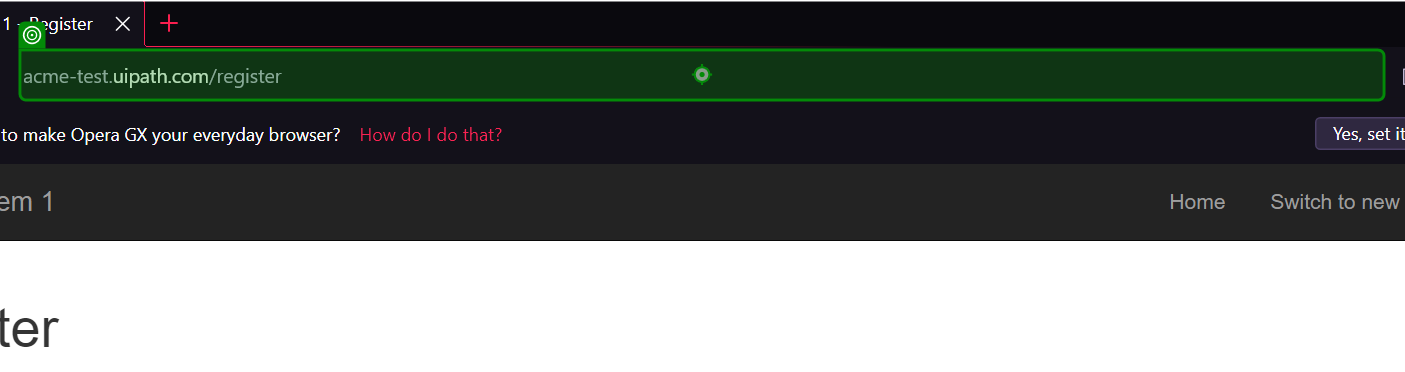 1 - Register
acme-test.uipath.com/register
to make Opera GX your everyday browser? How do I do that?
Yes, set it
em 1
Home
Switch to new
ter